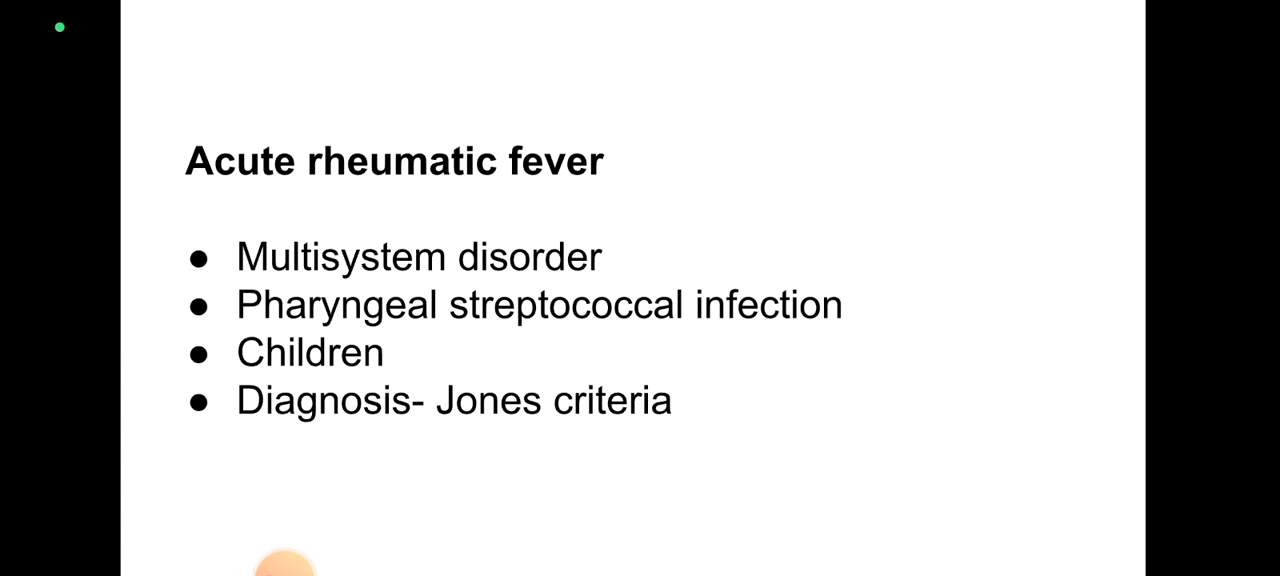 Acute rheumatic fever
● Multisystem disorder
● Pharyngeal streptococcal infection
● Children
● Diagnosis- Jones criteria